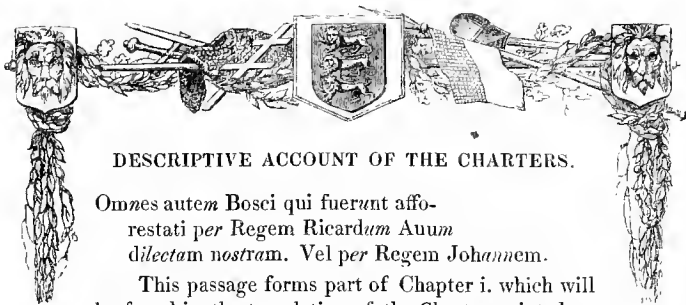 DESCRIPTIVE ACCOUNT OF THE CHARTERS.
Omnes autem Bosci qui fuerunt affo-
restati per Regem Ricardum Auum
dilectam nostram. Vel per Regem Johannem.
This passage forms part of Chapter i. which will